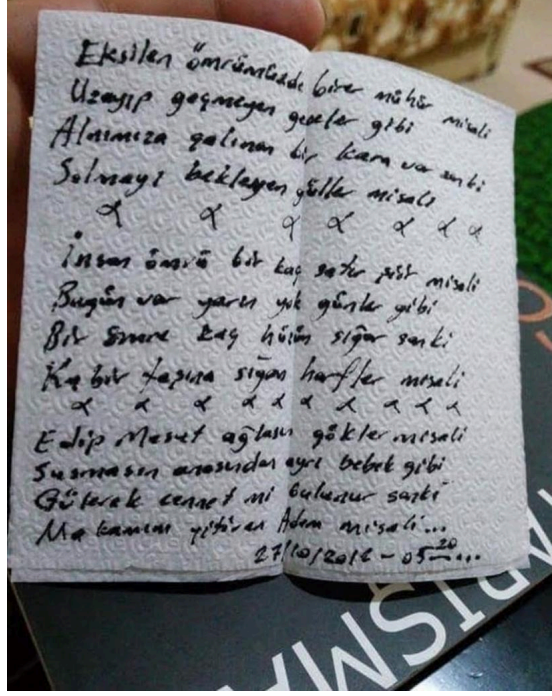 Eksilen ömrümüzde birer mühür misali
Uzayıp geçmeyen geceler gibi
Alnımıza çalınan bir kara var sanki
Solmayı bekleyen güller misali
İnsan ömrü bir kaç satır şiir misali
Bugün var yarın yok günler gibi
Bir ömre kaç hüzün sığar sanki
Kabir taşına sığan harfler misali
Edip Mesut ağlasın gökler misali
Susmasın anasından ayrı bebek gibi
Gülerek cennet mi bulunur sanki
Makamını yitiren Adem misali...
27/10/2012 - 05 20...